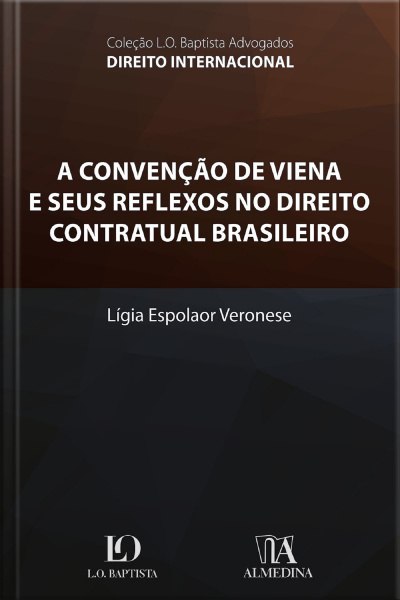 Coleção L.O. Baptista Advogados
DIREITO INTERNACIONAL
A CONVENÇÃO DE VIENA
E SEUS REFLEXOS NO DIREITO
CONTRATUAL BRASILEIRO
Lígia Espolaor Veronese
LO
L.O. BAPTISTA
NA
ALMEDINA